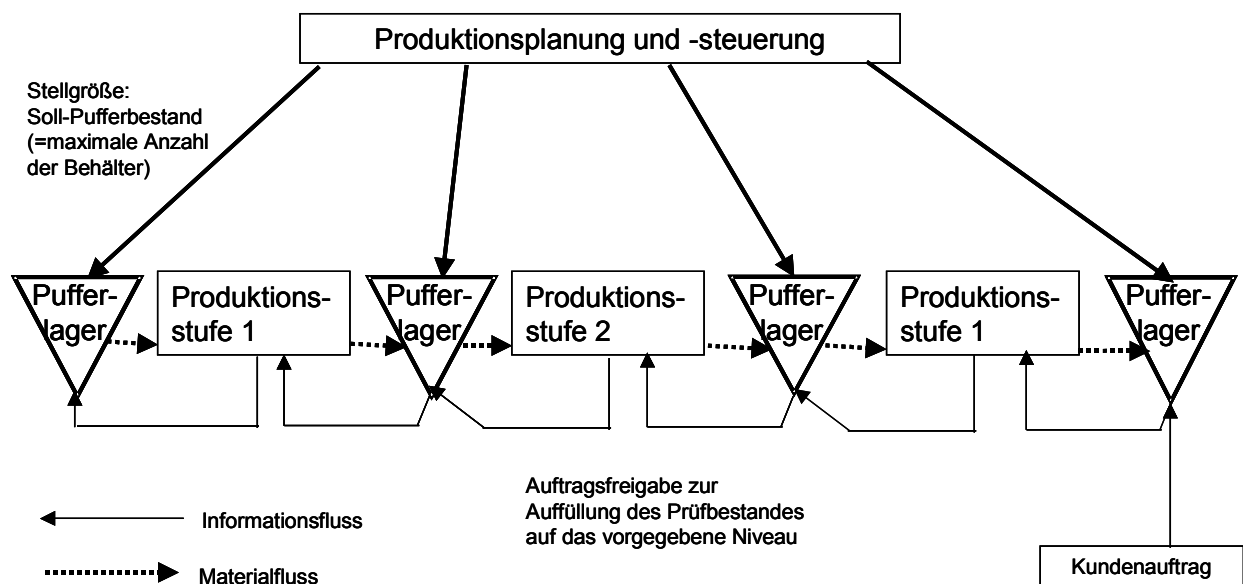 Produktionsplanung und -steuerung
Stellgröße:
Soll-Pufferbestand
(=maximale Anzahl
der Behälter)
Puffer-
lager
Produktions-
stufe 1
Puffer-
lager
Produktions-
stufe 2
Puffer-
lager
Produktions-
stufe 1
Puffer-
lager
Auftragsfreigabe zur
Auffüllung des Prüfbestandes
auf das vorgegebene Niveau
Informationsfluss
Materialfluss
Kundenauftrag